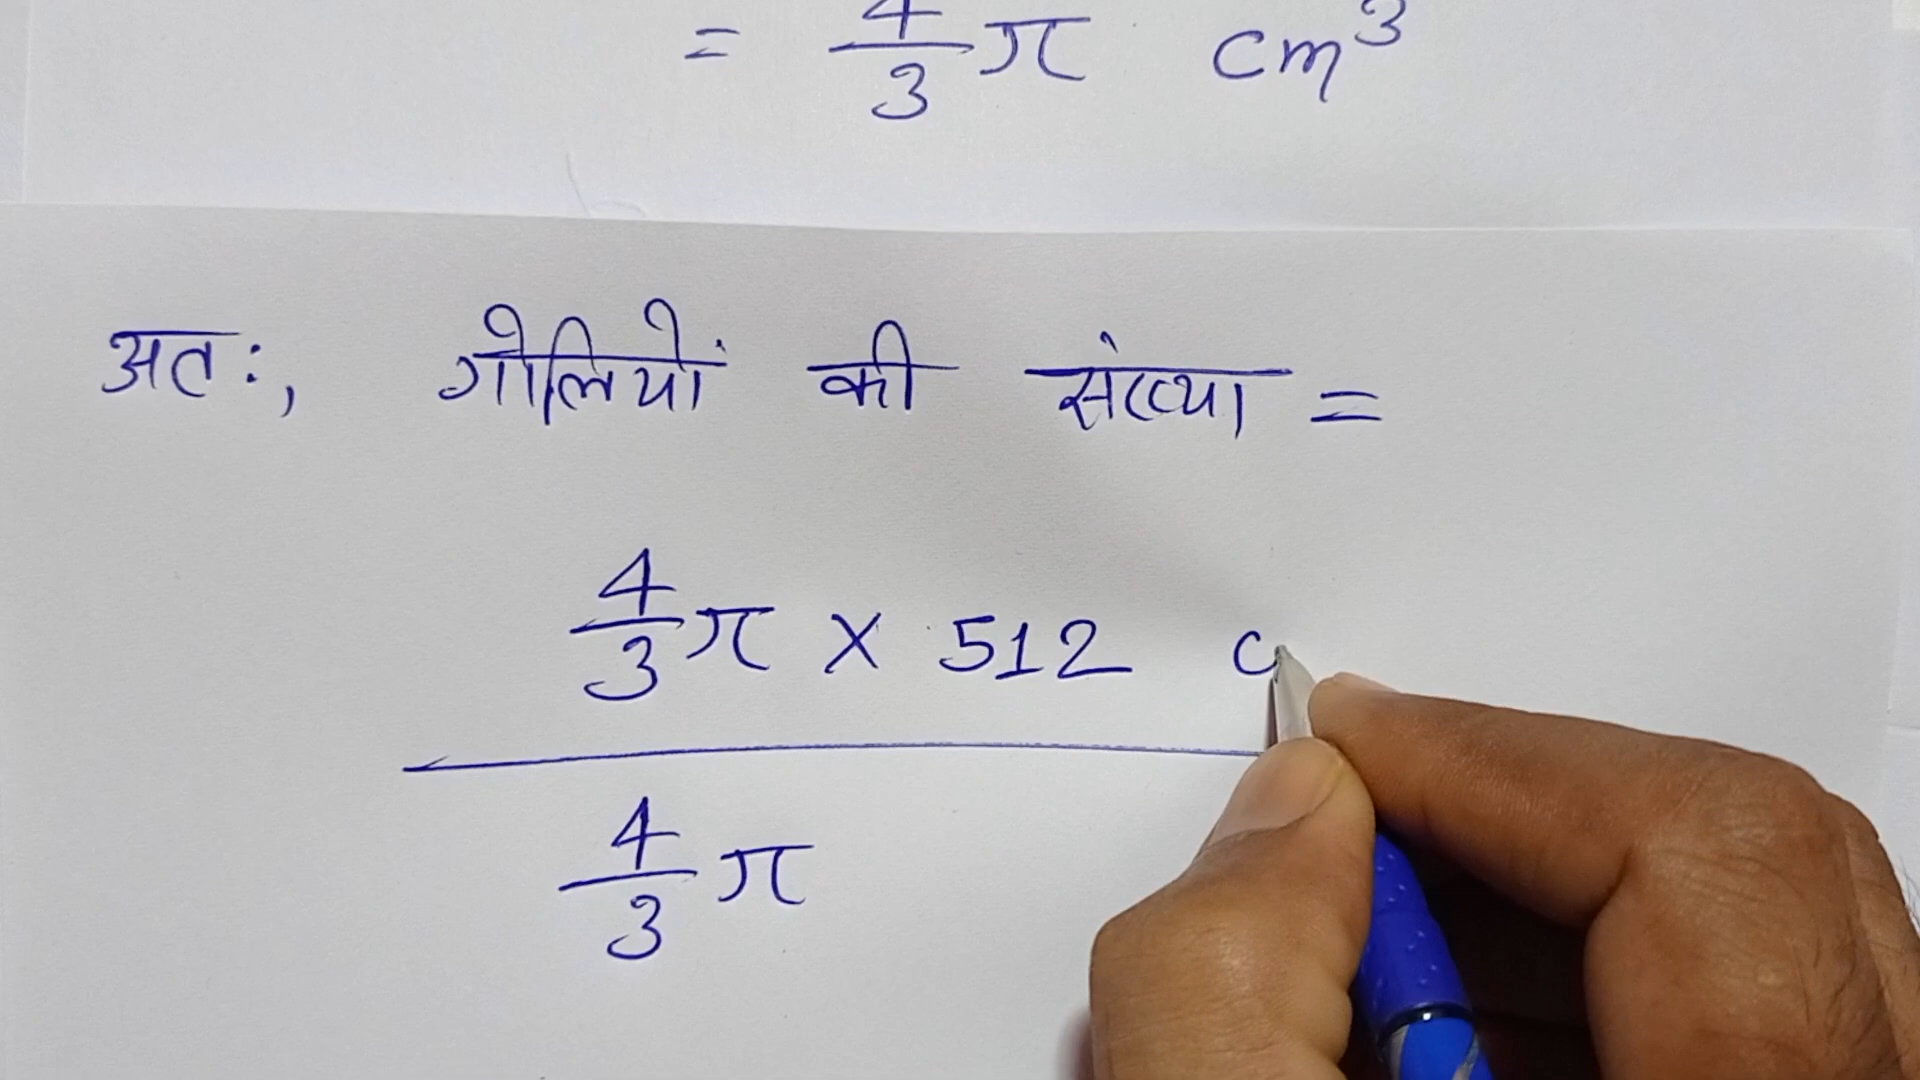 = 4/3 π cm³
अतः, गोलियों की संख्या =
4/3 π × 512 c
4/3 π